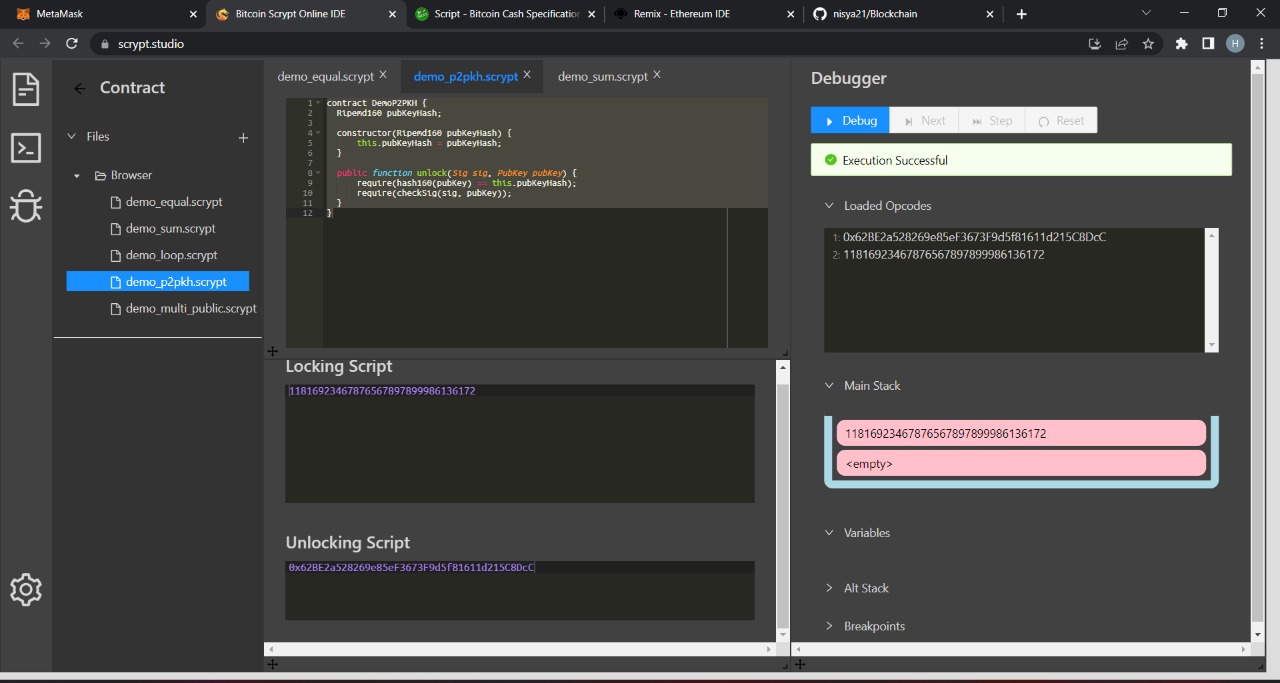 MetaMask
Bitcoin Scrypt Online IDE
Script - Bitcoin Cash Specification
Remix - Ethereum IDE
nisya21/Blockchain
scrypt.studio
H
Contract
Files
Browser
demo_equal.scrypt
demo_sum.scrypt
demo_loop.scrypt
demo_p2pkh.scrypt
demo_multi_public.scrypt
demo_equal.scrypt
demo_p2pkh.scrypt
demo_sum.scrypt
1 contract DemoP2PKH {
2 Ripemd160 pubKeyHash;
3
4 constructor(Ripemd160 pubKeyHash) {
5 this.pubKeyHash = pubKeyHash;
6 }
7
8 public function unlock(Sig sig, PubKey pubKey) {
9 require(hash160(pubKey) == this.pubKeyHash);
10 require(checkSig(sig, pubKey));
11 }
12 }
Locking Script
11816923467876567897899986136172
Unlocking Script
0x62BE2a528269e85eF3673F9d5f81611d215C8DcC
Debugger
Debug
Next
Step
Reset
Execution Successful
Loaded Opcodes
1: 0x62BE2a528269e85eF3673F9d5f81611d215C8DcC
2: 11816923467876567897899986136172
Main Stack
11816923467876567897899986136172
<empty>
Variables
Alt Stack
Breakpoints